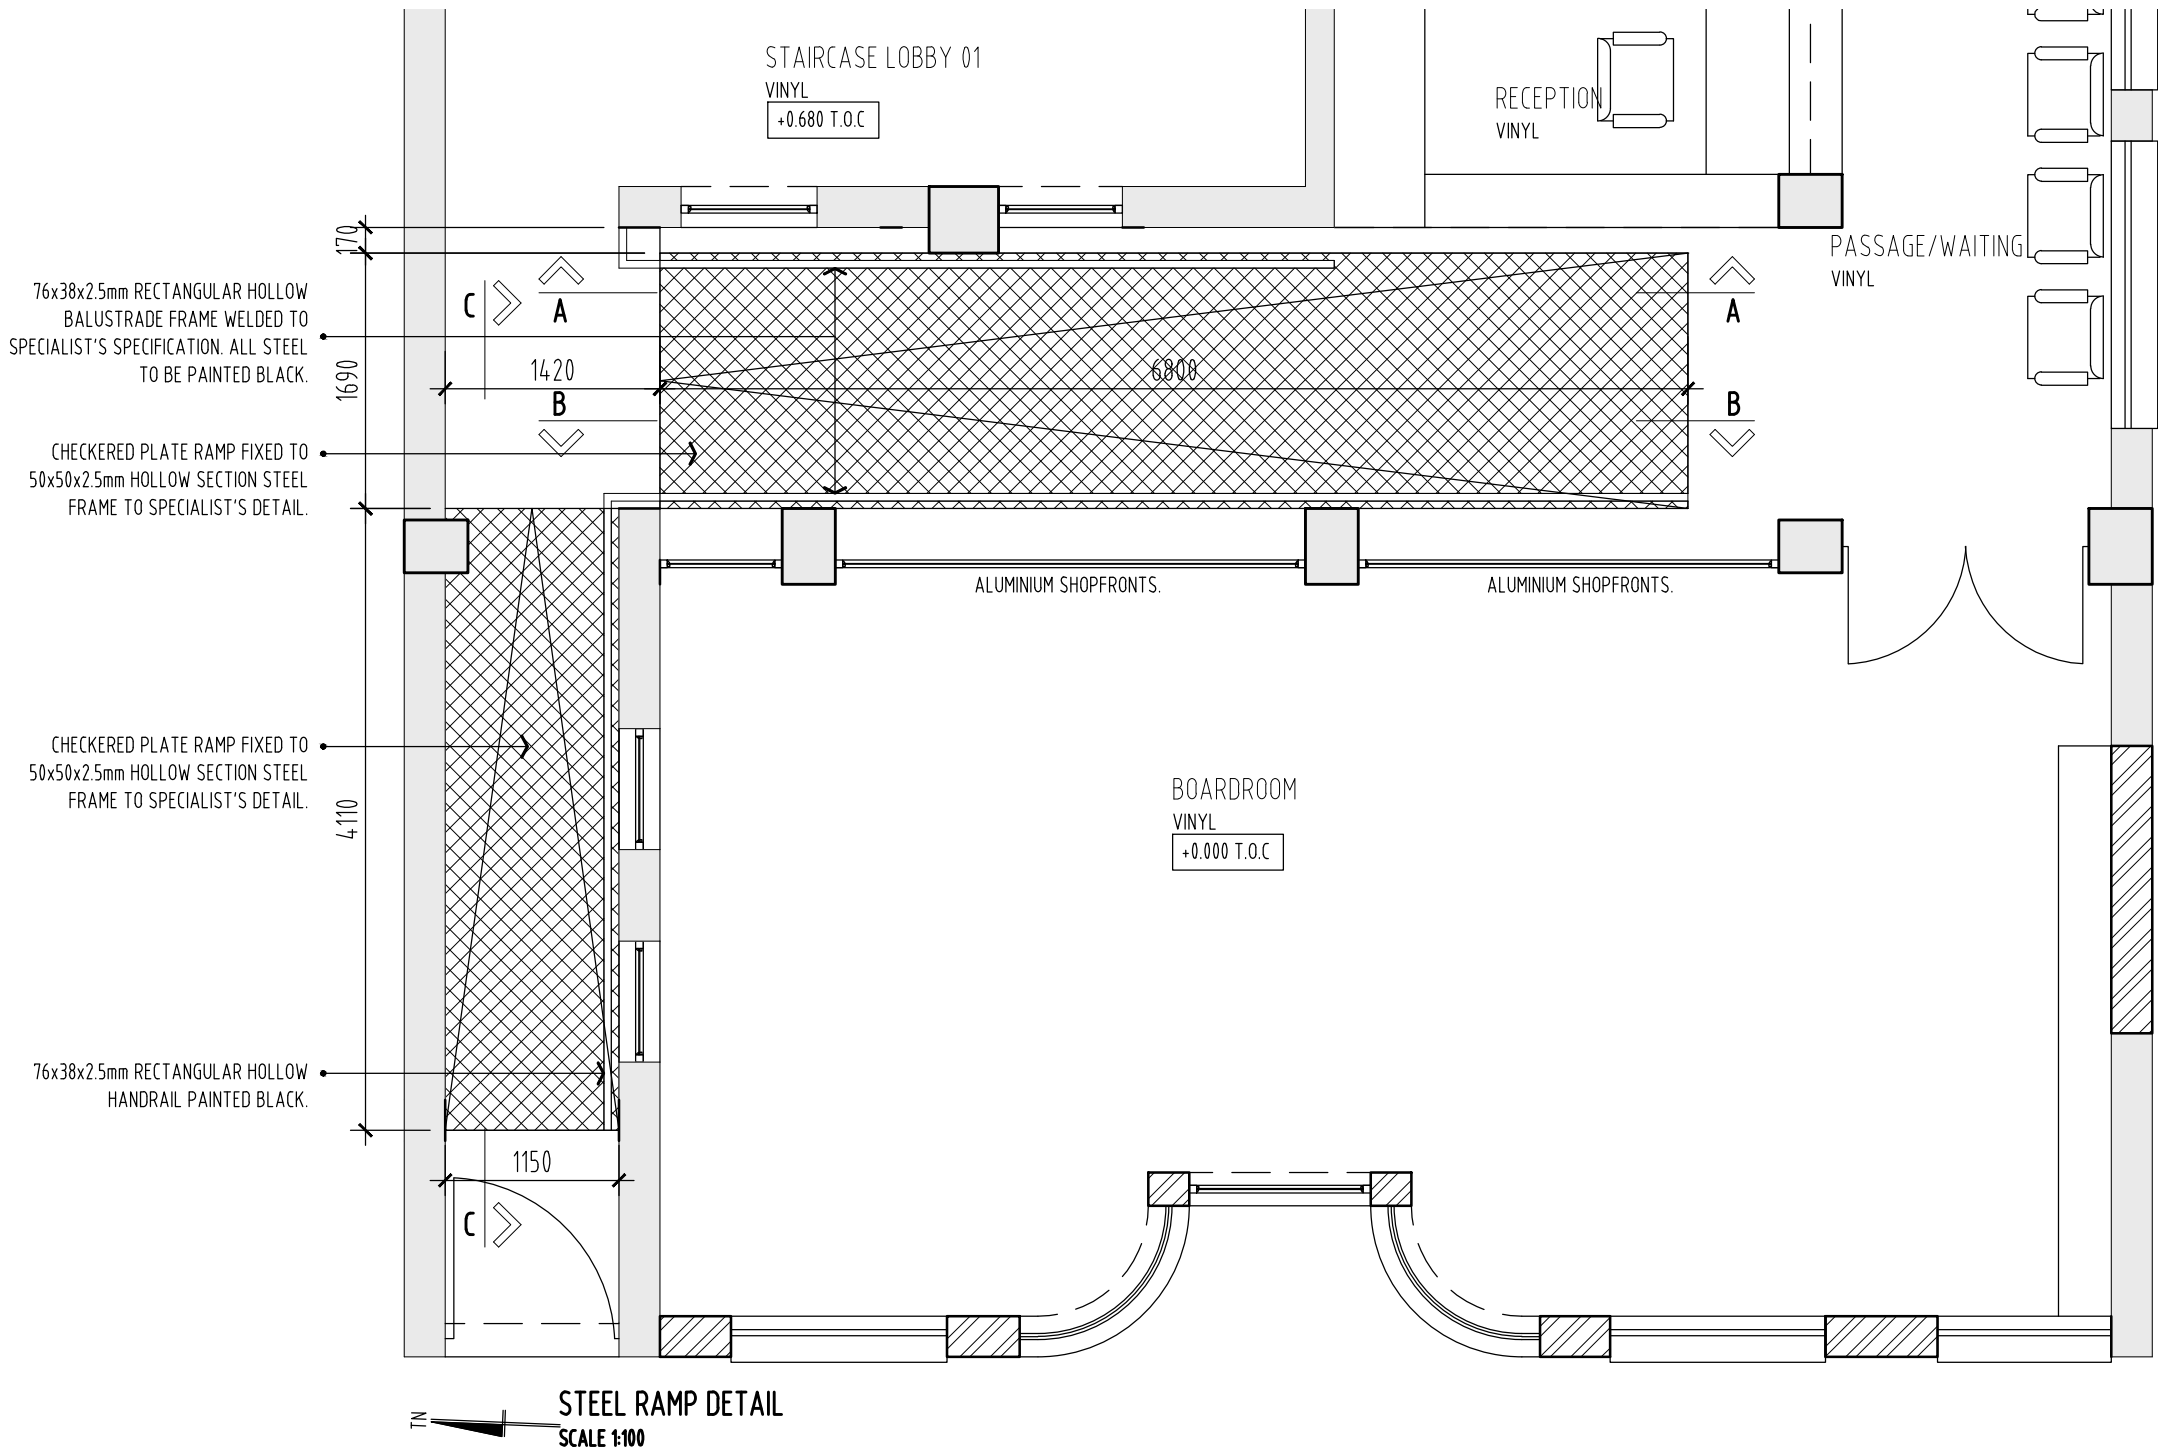 STAIRCASE LOBBY 01
VINYL
+0.680 T.O.C
RECEPTION
VINYL
PASSAGE/WAITING
VINYL
170
1690
4110
76x38x2.5mm RECTANGULAR HOLLOW
BALUSTRADE FRAME WELDED TO
SPECIALIST'S SPECIFICATION. ALL STEEL
TO BE PAINTED BLACK.
C
A
A
1420
6800
B
B
CHECKERED PLATE RAMP FIXED TO
50x50x2.5mm HOLLOW SECTION STEEL
FRAME TO SPECIALIST'S DETAIL.
ALUMINIUM SHOPFRONTS.
ALUMINIUM SHOPFRONTS.
CHECKERED PLATE RAMP FIXED TO
50x50x2.5mm HOLLOW SECTION STEEL
FRAME TO SPECIALIST'S DETAIL.
BOARDROOM
VINYL
+0.000 T.O.C
76x38x2.5mm RECTANGULAR HOLLOW
HANDRAIL PAINTED BLACK.
1150
C
TN
STEEL RAMP DETAIL
SCALE 1:100